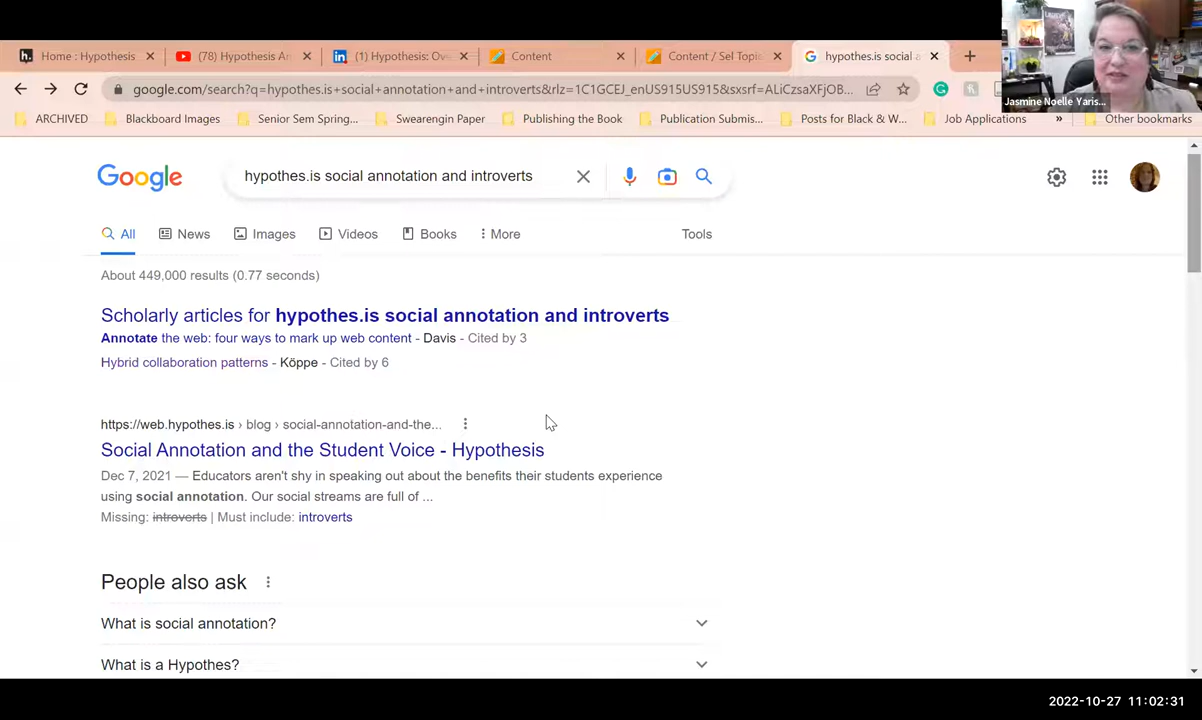 Home : Hypothesis
(78) Hypothesis An
(1) Hypothesis: Ove
Content
Content / Sel Topi
hypothes.is social a
google.com/search?q=hypothes.is+social+annotation+and+introverts&rlz=1C1GCEJ_enUS915US915&sxsrf=ALiCzsaXFjOB...
Jasmine Noelle Yaris...
ARCHIVED
Blackboard Images
Senior Sem Spring...
Swearengin Paper
Publishing the Book
Publication Submis...
Posts for Black & W...
Job Applications
»
Other bookmarks
Google
hypothes.is social annotation and introverts
All
News
Images
Videos
Books
More
Tools
About 449,000 results (0.77 seconds)
Scholarly articles for hypothes.is social annotation and introverts
Annotate the web: four ways to mark up web content - Davis - Cited by 3
Hybrid collaboration patterns - Köppe - Cited by 6
https://web.hypothes.is › blog › social-annotation-and-the...
Social Annotation and the Student Voice - Hypothesis
Dec 7, 2021 — Educators aren't shy in speaking out about the benefits their students experience
using social annotation. Our social streams are full of ...
Missing: introverts | Must include: introverts
People also ask
What is social annotation?
What is a Hypothes?
2022-10-27 11:02:31